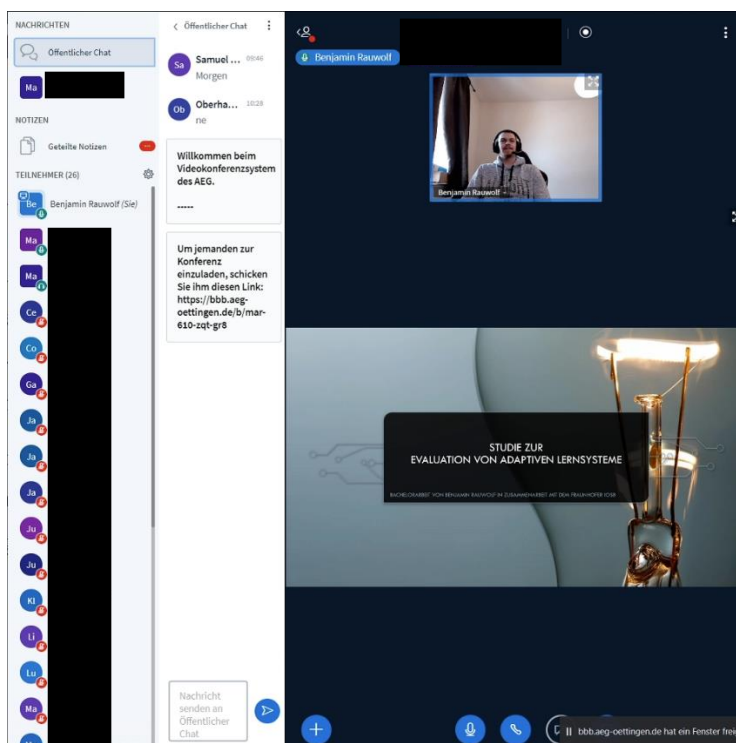 NACHRICHTEN
Öffentlicher Chat
Ma
NOTIZEN
Geteilte Notizen
TEILNEHMER (26)
Be
Benjamin Rauwolf (Sie)
Ma
Ma
Ce
Co
Ga
Ja
Ja
Ja
Ju
Ju
Kl
Li
Lu
Ma
Öffentlicher Chat
Sa
Samuel ... 09:46
Morgen
Ob
Oberha... 10:28
ne
Willkommen beim
Videokonferenzsystem
des AEG.
-----
Um jemanden zur
Konferenz
einzuladen, schicken
Sie ihm diesen Link:
https://bbb.aeg-
oettingen.de/b/mar-
610-zqt-gr8
Nachricht
senden an
Öffentlicher
Chat
Benjamin Rauwolf
Benjamin Rauwolf
STUDIE ZUR
EVALUATION VON ADAPTIVEN LERNSYSTEME
BACHELORARBEIT VON BENJAMIN RAUWOLF IN ZUSAMMENARBEIT MIT DEM FRAUNHOFER IOSB
bbb.aeg-oettingen.de hat ein Fenster frei